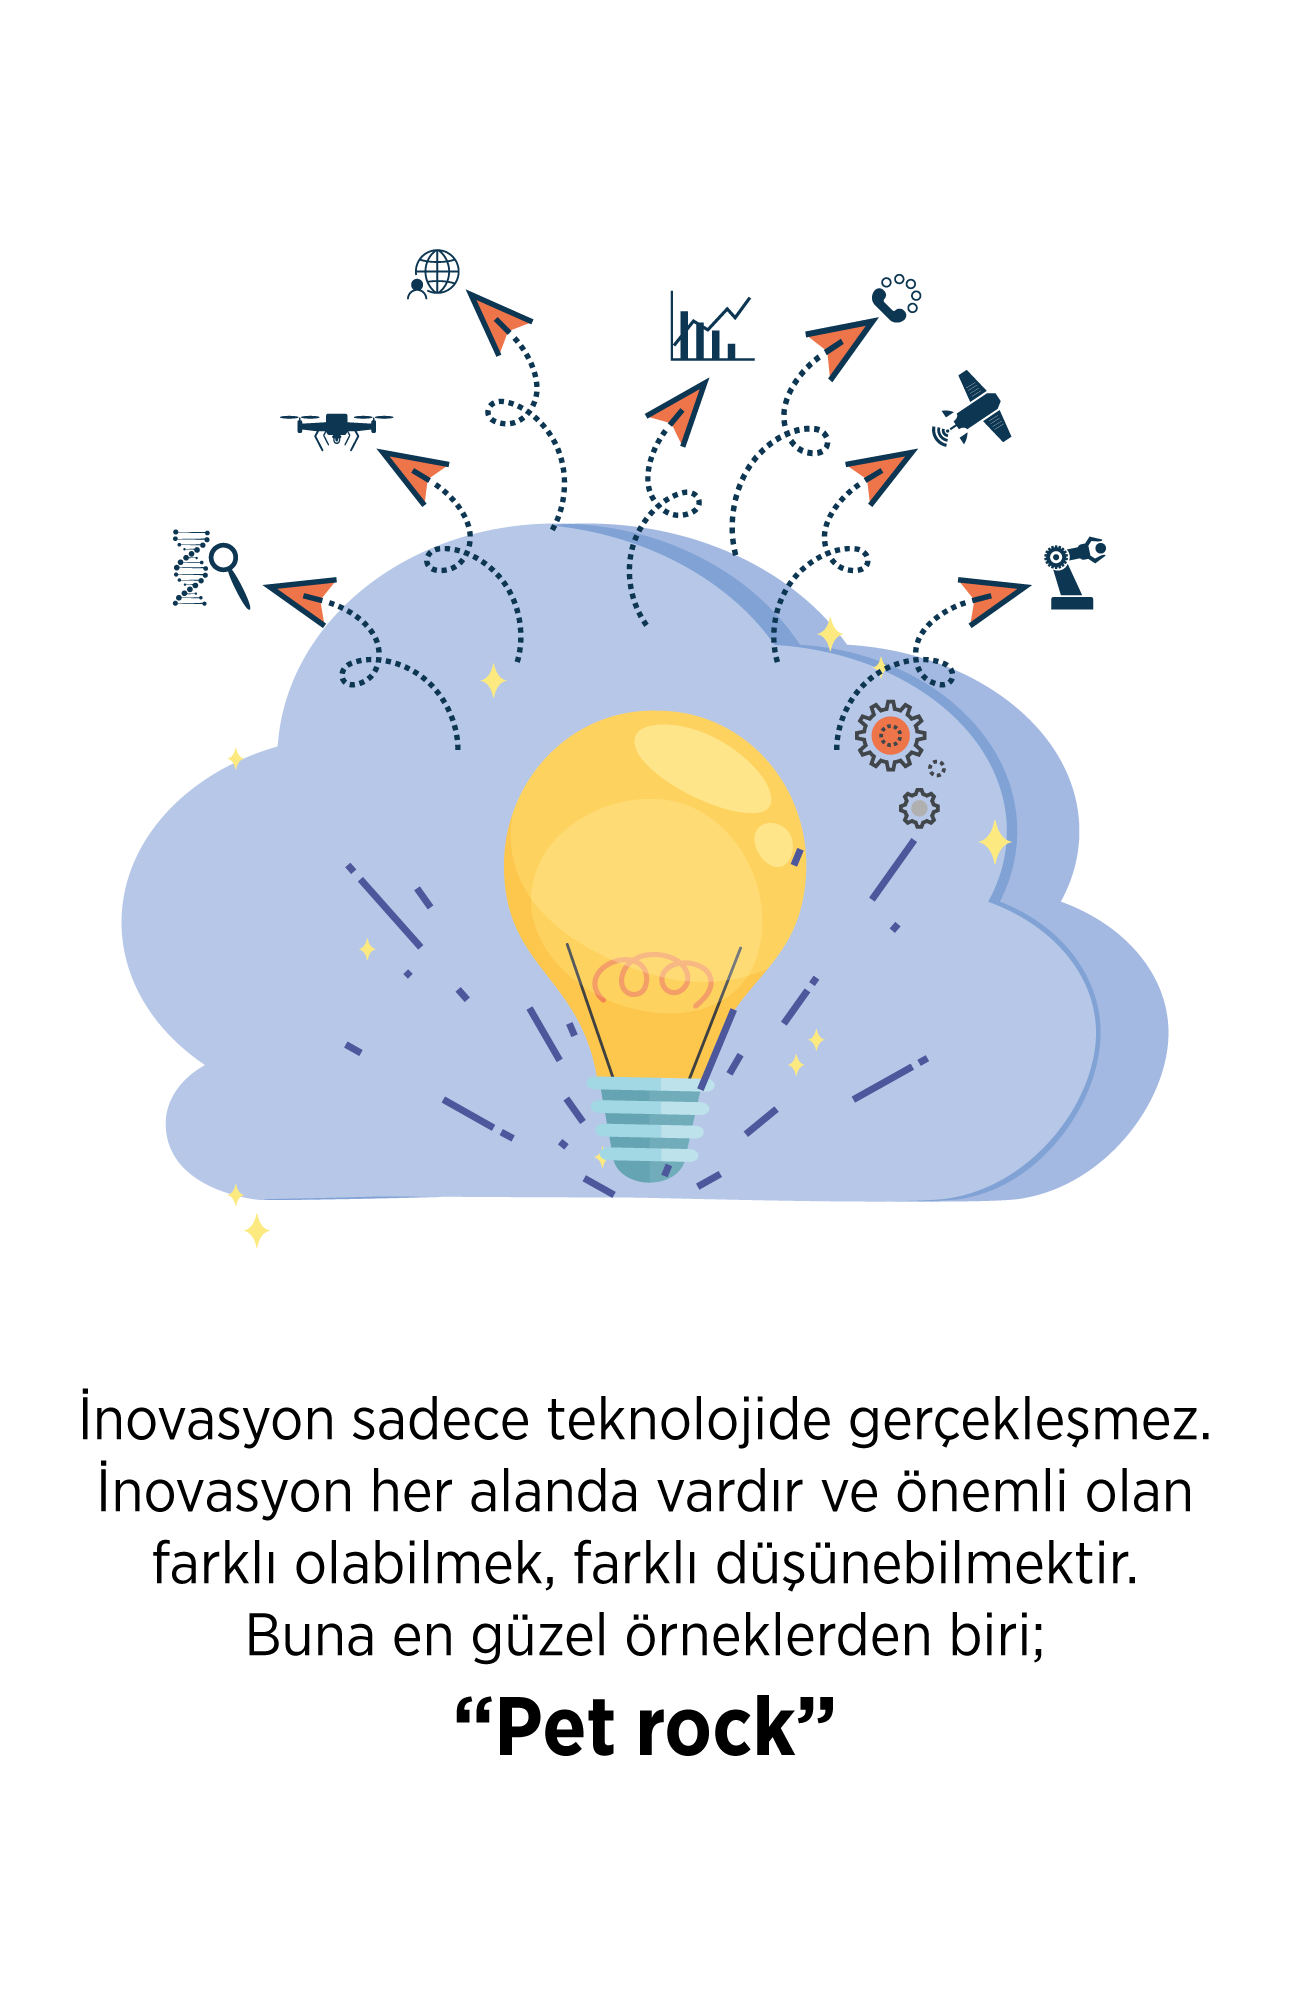 İnovasyon sadece teknolojide gerçekleşmez.
İnovasyon her alanda vardır ve önemli olan
farklı olabilmek, farklı düşünebilmektir.
Buna en güzel örneklerden biri;
“Pet rock”